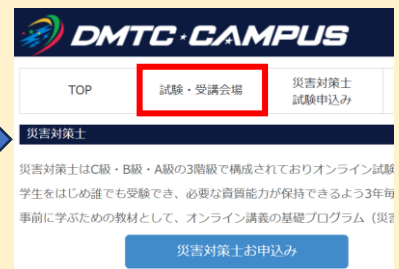 DMTC・CAMPUS
TOP
試験・受講会場
災害対策士
試験申込み
災害対策士
災害対策士はC級・B級・A級の3階級で構成されておりオンライン試験
学生をはじめ誰でも受験でき、必要な資質能力が保持できるよう3年毎
事前に学ぶための教材として、オンライン講義の基礎プログラム（災害
災害対策士お申込み